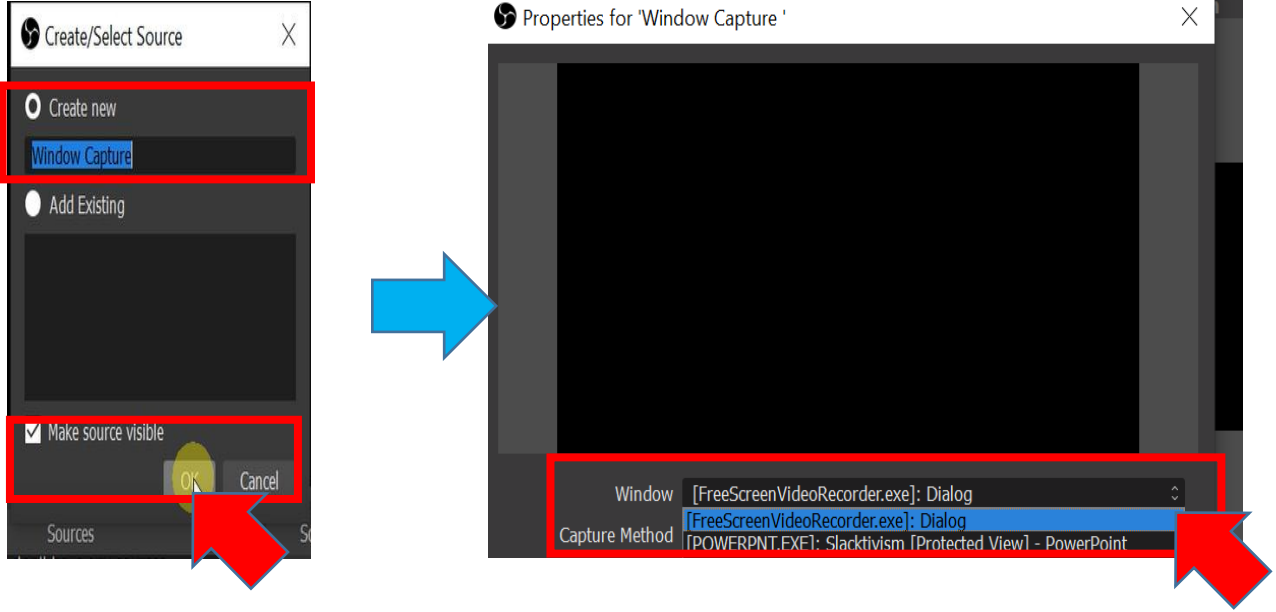 Create/Select Source
Create new
Window Capture
Add Existing
Make source visible
OK Cancel
Sources
Properties for 'Window Capture '
Window [FreeScreenVideoRecorder.exe]: Dialog
[FreeScreenVideoRecorder.exe]: Dialog
Capture Method [POWERPNT.EXE]: Slacktivism [Protected View] - PowerPoint